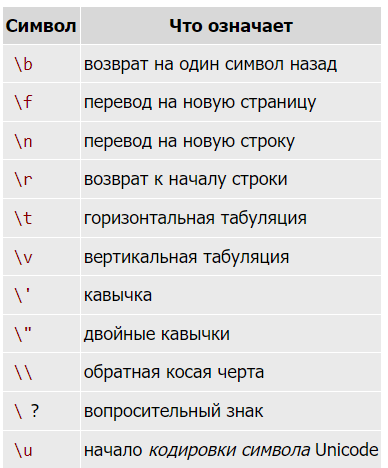 Символ Что означает
\b возврат на один символ назад
\f перевод на новую страницу
\n перевод на новую строку
\r возврат к началу строки
\t горизонтальная табуляция
\v вертикальная табуляция
\' кавычка
\" двойные кавычки
\\ обратная косая черта
\ ? вопросительный знак
\u начало кодировки символа Unicode